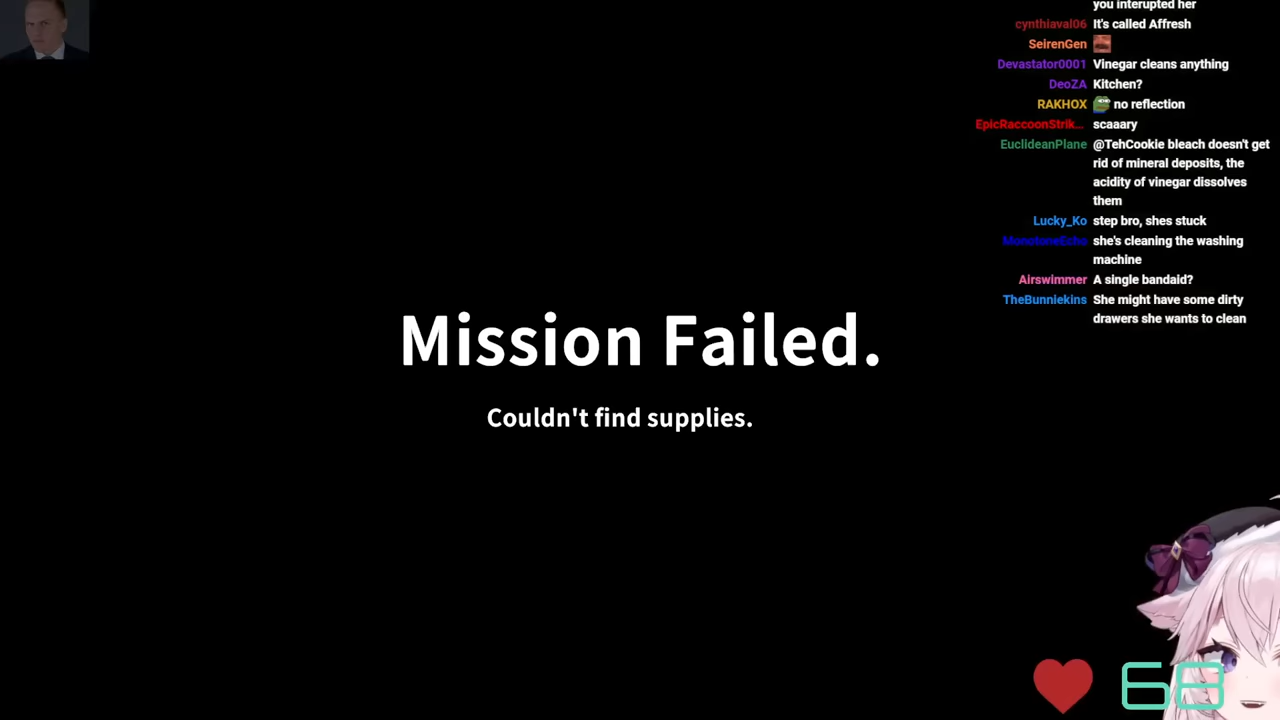 you interupted her
cynthiaval06 It's called Affresh
SeirenGen
Devastator0001 Vinegar cleans anything
DeoZA Kitchen?
RAKHOX no reflection
EpicRaccoonStrik... scaaary
EuclideanPlane @TehCookie bleach doesn't get
rid of mineral deposits, the
acidity of vinegar dissolves
them
Lucky_Ko step bro, shes stuck
MonotoneEcho she's cleaning the washing
machine
Airswimmer A single bandaid?
TheBunniekins She might have some dirty
drawers she wants to clean
Mission Failed.
Couldn't find supplies.
68